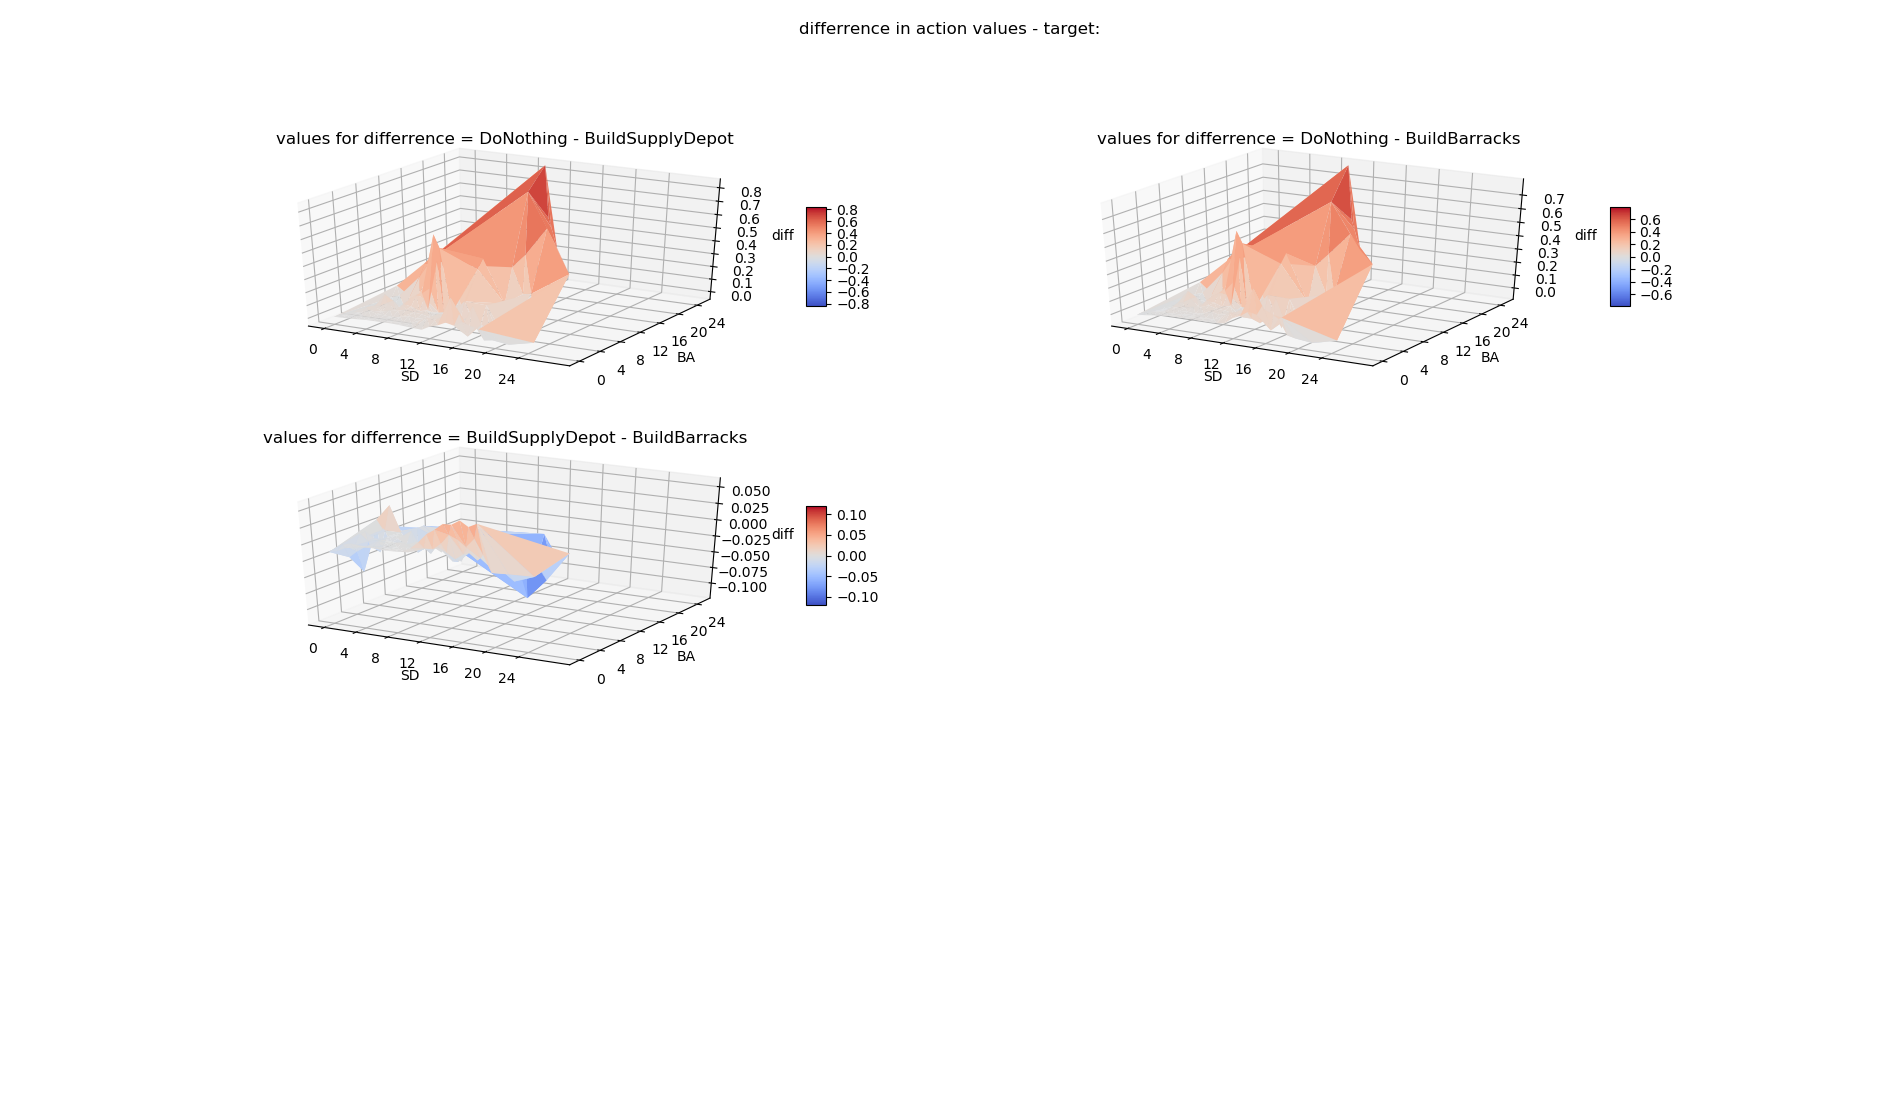 differrence in action values - target:
values for differrence = DoNothing - BuildSupplyDepot
0.8
0.7
0.6
0.5
0.4
0.3
0.2
0.1
0.0
diff
0.8
0.6
0.4
0.2
0.0
−0.2
−0.4
−0.6
−0.8
0 4 8 12 16 20 24
SD
0 4 8 12 16 20 24
BA
values for differrence = DoNothing - BuildBarracks
0.7
0.6
0.5
0.4
0.3
0.2
0.1
0.0
diff
0.6
0.4
0.2
0.0
−0.2
−0.4
−0.6
0 4 8 12 16 20 24
SD
0 4 8 12 16 20 24
BA
values for differrence = BuildSupplyDepot - BuildBarracks
0.050
0.025
0.000
−0.025
−0.050
−0.075
−0.100
diff
0.10
0.05
0.00
−0.05
−0.10
0 4 8 12 16 20 24
SD
0 4 8 12 16 20 24
BA